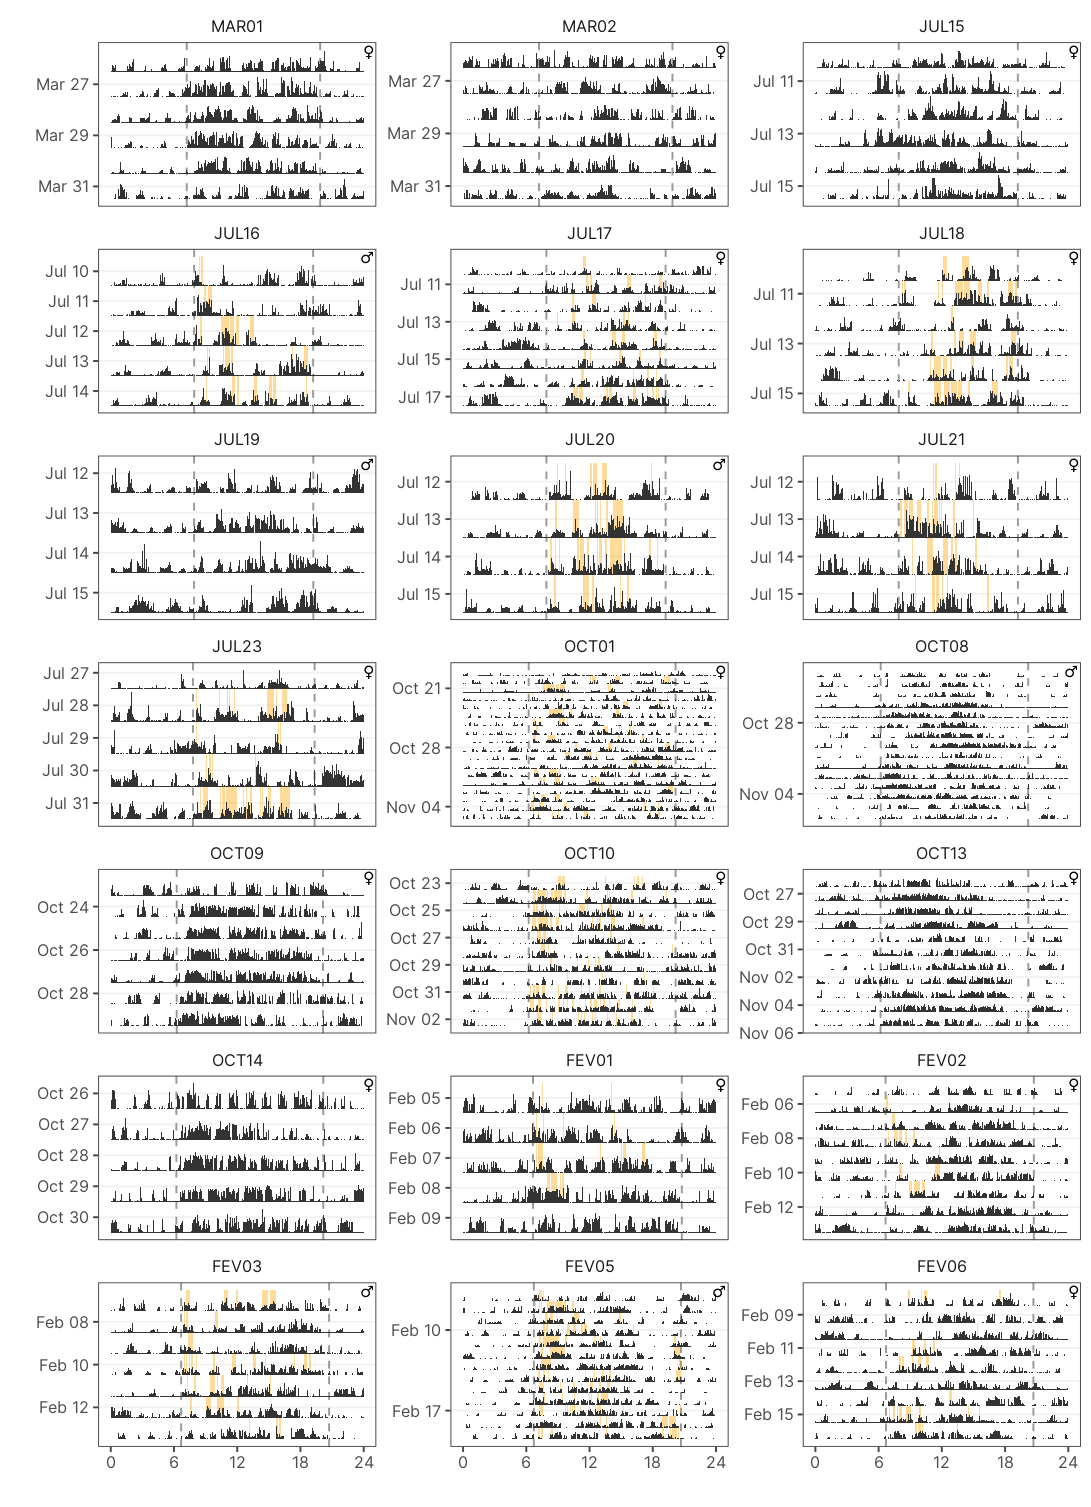 MAR01 MAR02 JUL15
♀ ♀ ♀
Mar 27 Mar 27 Jul 11
Mar 29 Mar 29 Jul 13
Mar 31 Mar 31 Jul 15
JUL16 JUL17 JUL18
♂ ♀ ♀
Jul 10
Jul 11 Jul 11 Jul 11
Jul 12 Jul 13
Jul 13 Jul 15 Jul 13
Jul 14 Jul 17 Jul 15
JUL19 JUL20 JUL21
♂ ♂ ♀
Jul 12 Jul 12 Jul 12
Jul 13 Jul 13 Jul 13
Jul 14 Jul 14 Jul 14
Jul 15 Jul 15 Jul 15
JUL23 OCT01 OCT08
♀ ♀ ♂
Jul 27 Oct 21
Jul 28 Oct 28
Jul 29 Oct 28
Jul 30 Nov 04
Jul 31 Nov 04
OCT09 OCT10 OCT13
♀ ♀ ♀
Oct 24 Oct 23 Oct 27
Oct 26 Oct 25 Oct 29
Oct 28 Oct 27 Oct 31
Oct 29 Nov 02
Oct 31 Nov 04
Nov 02 Nov 06
OCT14 FEV01 FEV02
♀ ♀ ♀
Oct 26 Feb 05 Feb 06
Oct 27 Feb 06 Feb 08
Oct 28 Feb 07 Feb 10
Oct 29 Feb 08 Feb 12
Oct 30 Feb 09
FEV03 FEV05 FEV06
♂ ♂ ♀
Feb 08 Feb 10 Feb 09
Feb 10 Feb 17 Feb 11
Feb 12 Feb 13
Feb 15
0 6 12 18 24 0 6 12 18 24 0 6 12 18 24